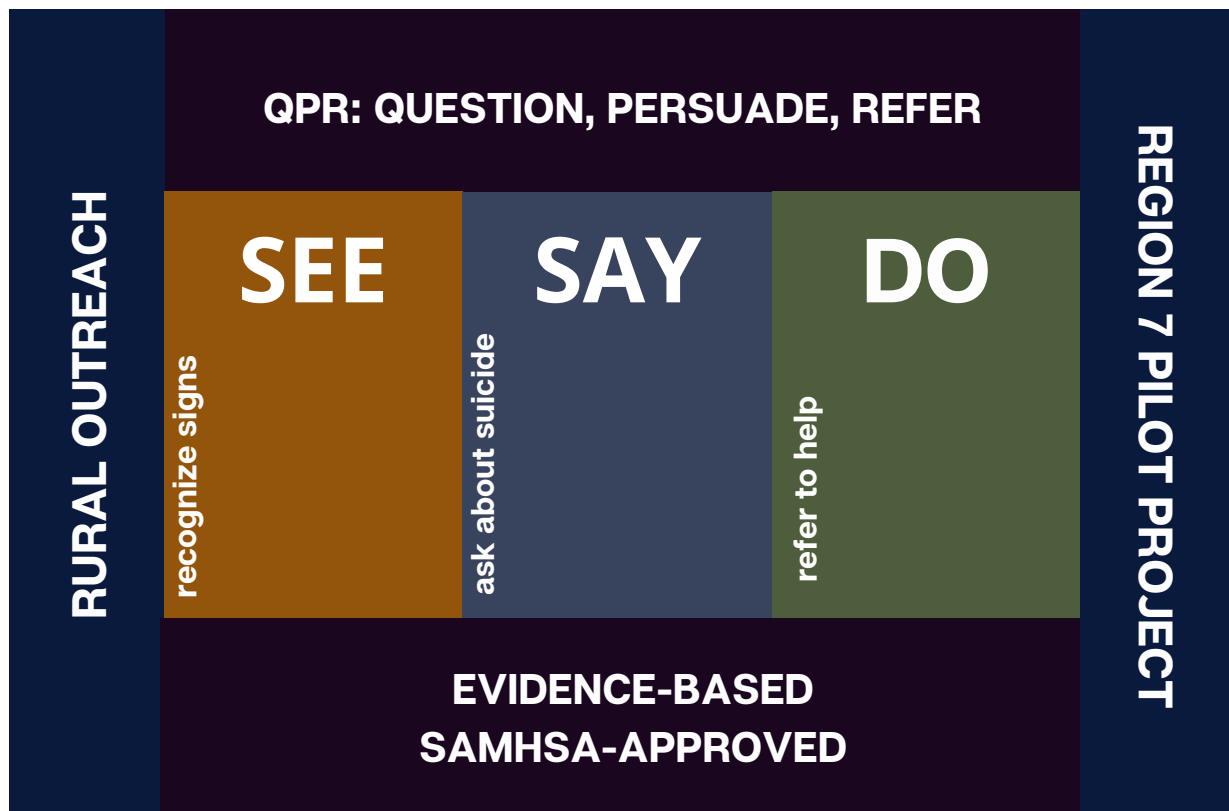 QPR: QUESTION, PERSUADE, REFER
RURAL OUTREACH
SEE
recognize signs
SAY
ask about suicide
DO
refer to help
REGION 7 PILOT PROJECT
EVIDENCE-BASED
SAMHSA-APPROVED